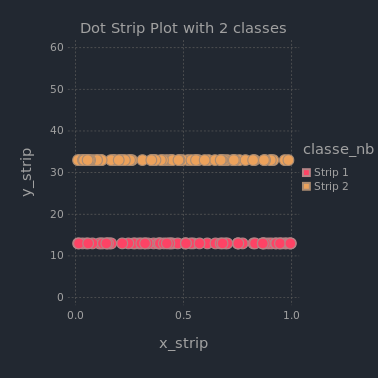 Dot Strip Plot with 2 classes
60
50
40
30
20
10
0
0.0
0.5
1.0
x_strip
y_strip
classe_nb
Strip 1
Strip 2